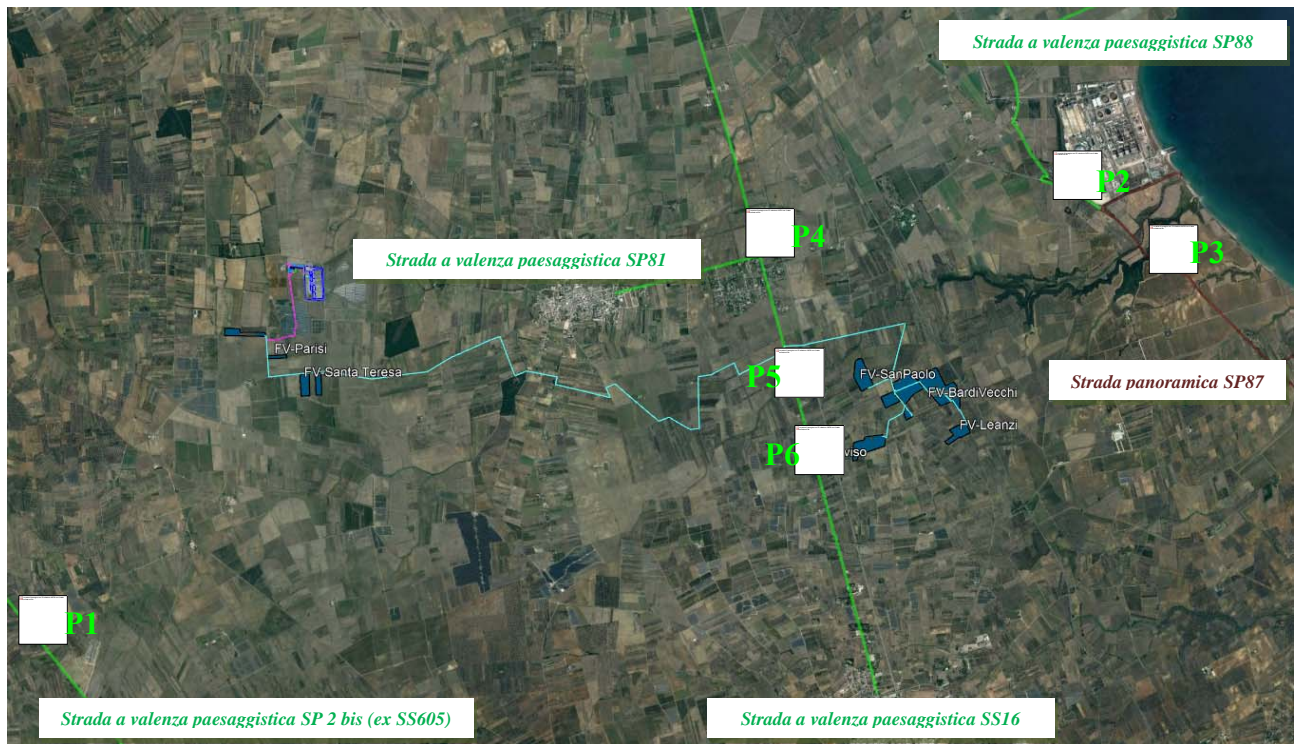 Strada a valenza paesaggistica SP88
P2
P4
P3
Strada a valenza paesaggistica SP81
FV-Parisi
FV-Santa Teresa
P5
FV-SanPaolo
Strada panoramica SP87
FV-BardiVecchi
FV-Leanzi
P6
viso
P1
Strada a valenza paesaggistica SP 2 bis (ex SS605)
Strada a valenza paesaggistica SS16